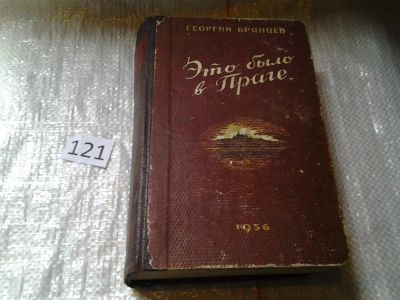 ГЕОРГИЙ БРЯНЦЕВ
Это было
в Праге.
121
1956